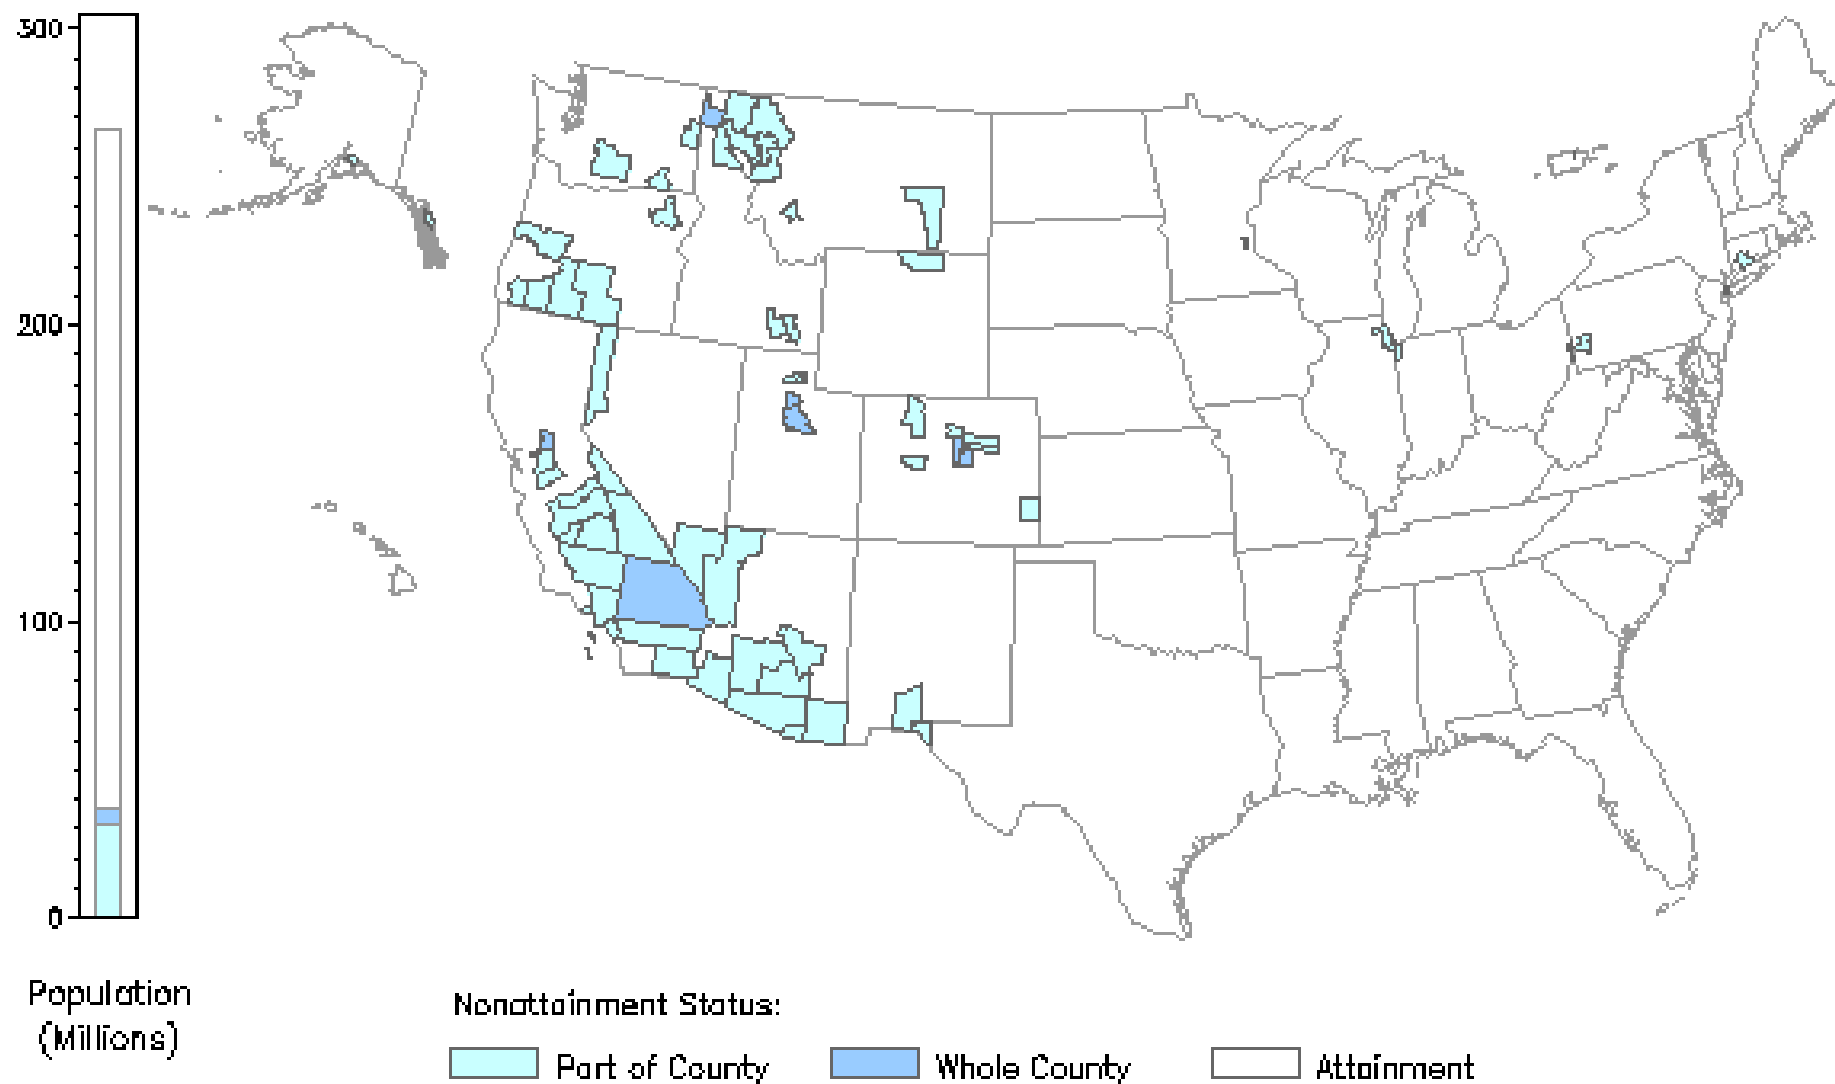 300
200
100
0
Population
(Millions)
Nonattainment Status:
Part of County
Whole County
Attainment